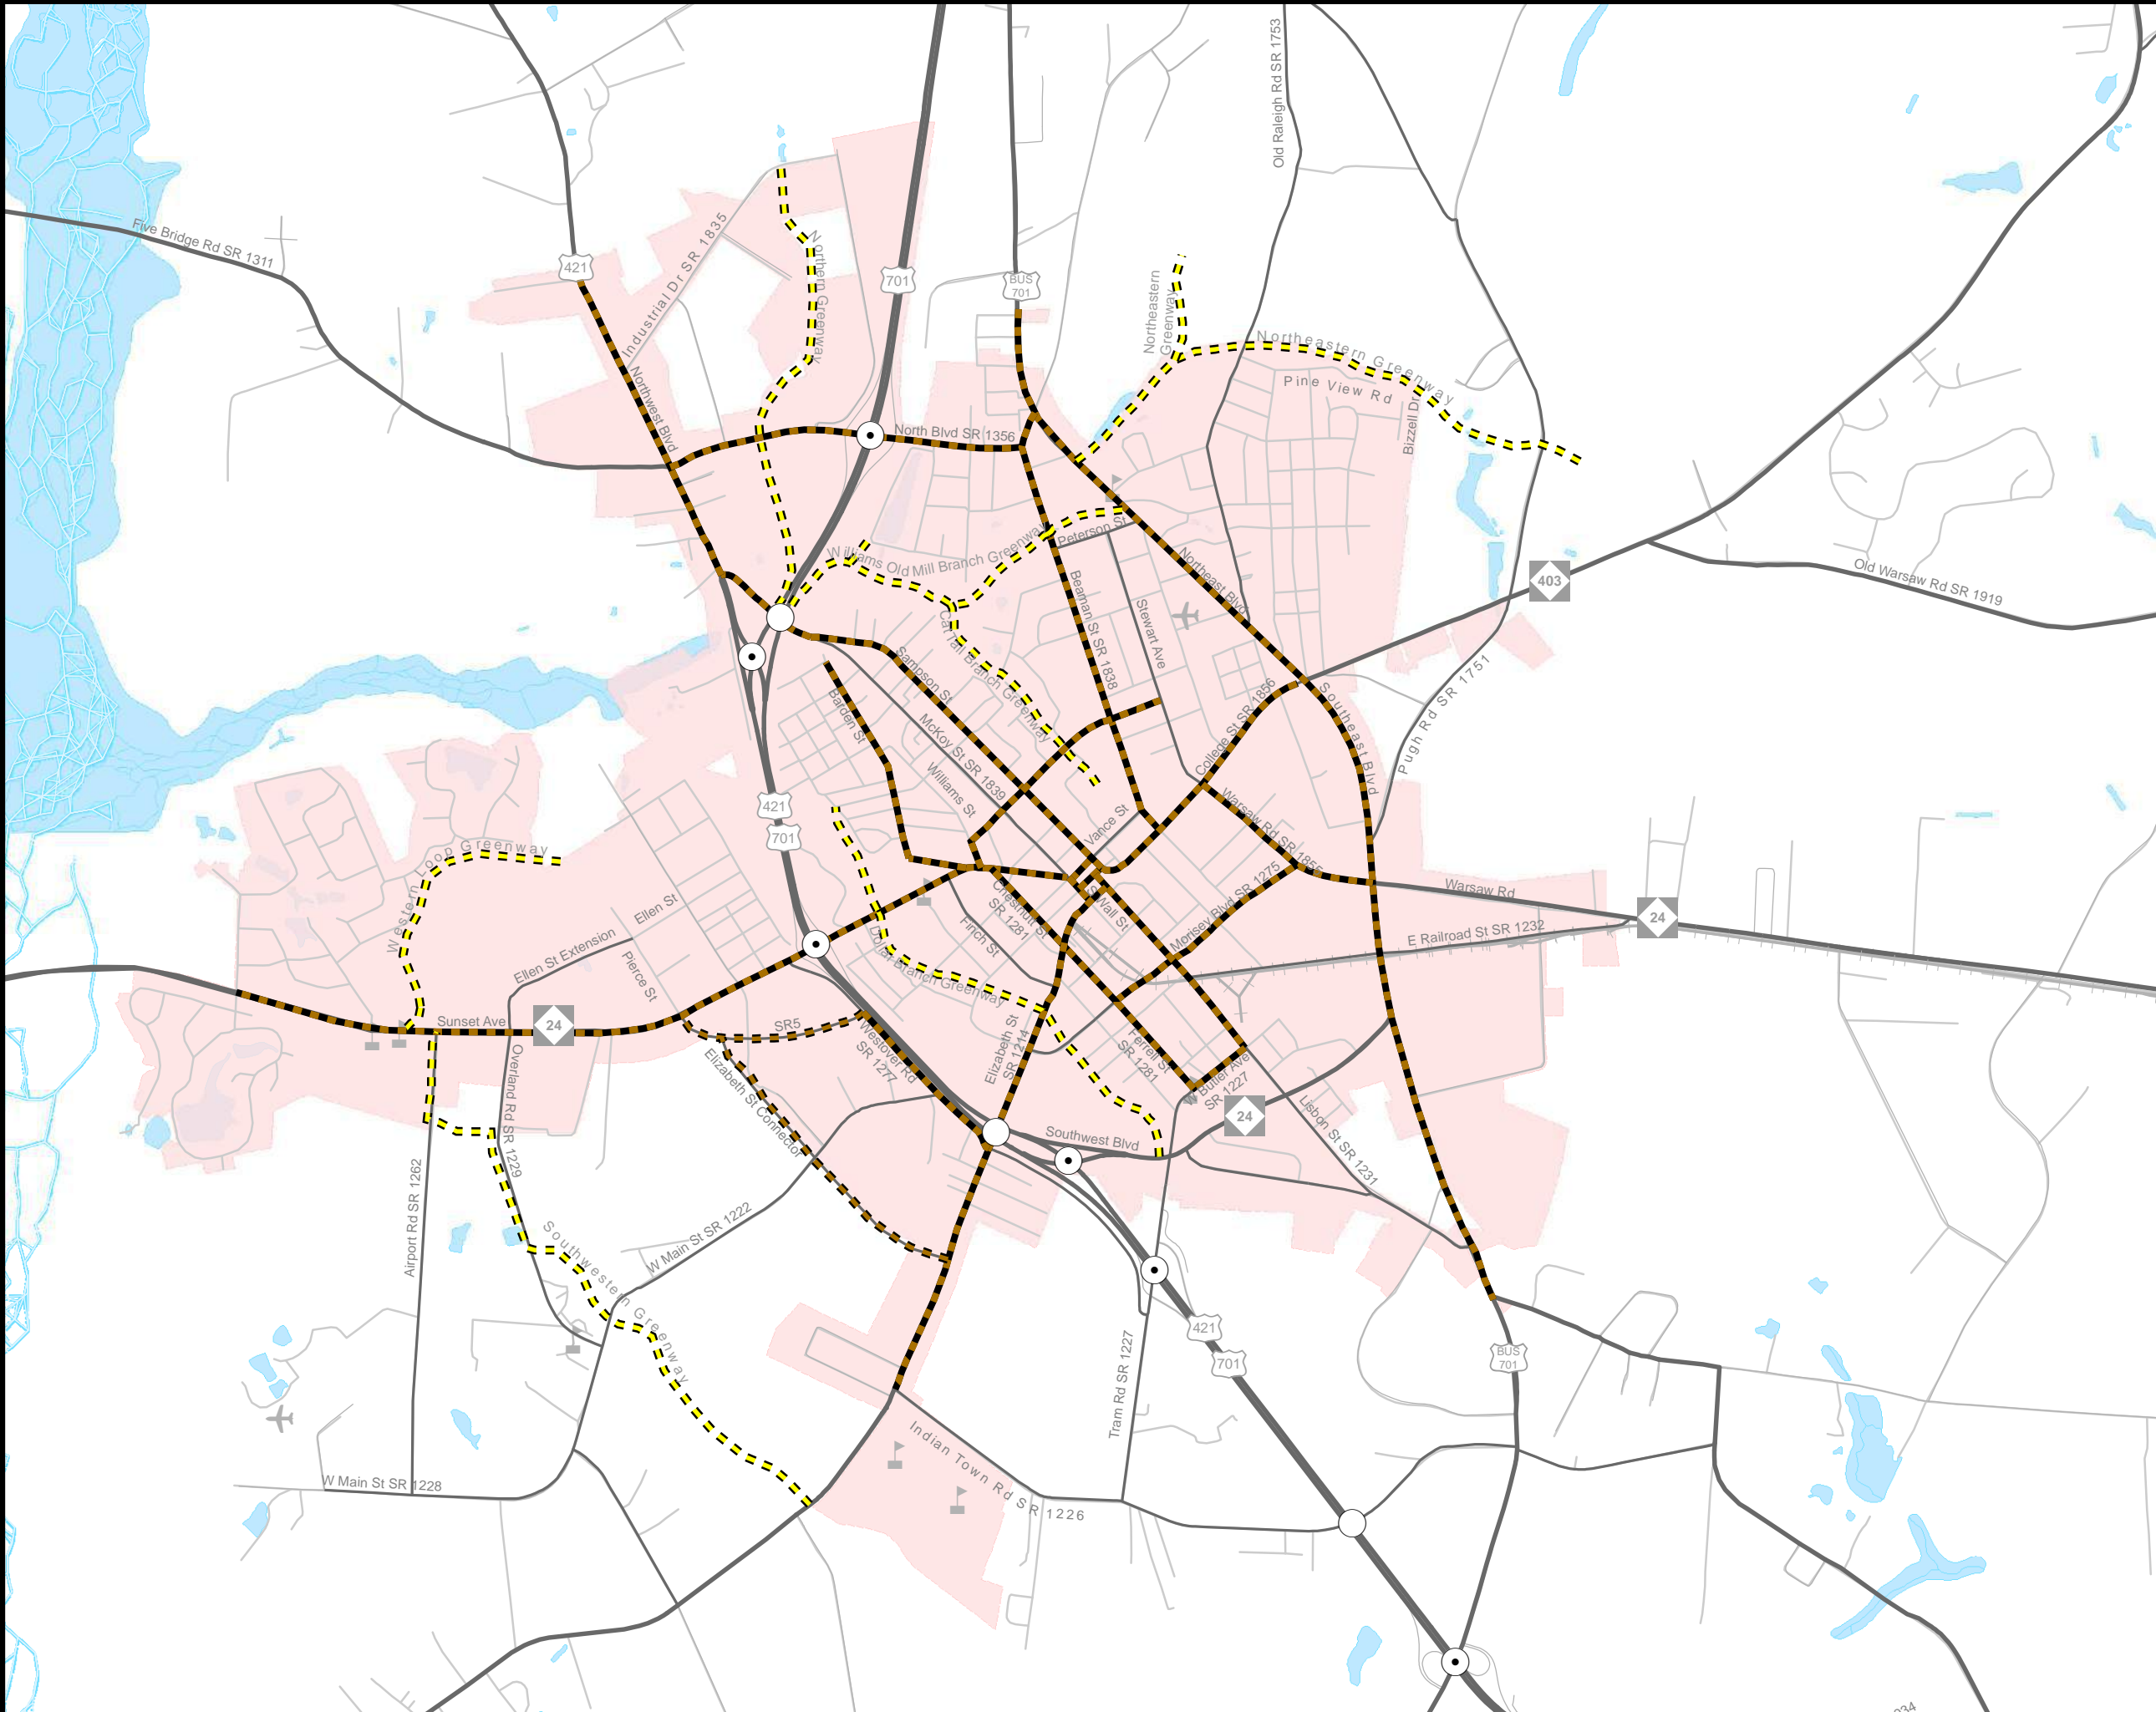 Old Raleigh Rd SR 1753
Five Bridge Rd SR 1311
421
Industrial Dr SR 1835
Northern Greenway
701
BUS
701
Northeastern
Greenway
Northeastern Greenway
Pine View Rd
Bizzell Dr
Northwest Blvd
North Blvd SR 1356
Williams Old Mill Branch Greenway
Peterson St
Northeast Blvd
403
Old Warsaw Rd SR 1919
Beaman St SR 1838
Stewart Ave
Cat Tail Branch Greenway
Sampson St
Barden St
McKoy St SR 1839
Williams St
College St SR 1856
Southeast Blvd
Pugh Rd SR 1751
421
701
Vance St
Warsaw Rd SR 1855
Western Loop Greenway
Ellen St
Ellen St Extension
Pierce St
Chesnutt St
SR 1281
Finch St
Wall St
Morisey Blvd SR 1275
Warsaw Rd
24
E Railroad St SR 1232
Dollar Branch Greenway
Sunset Ave
24
SR5
Westover Rd
SR 1277
Elizabeth St
SR 1214
Ferrell St
SR 1281
W Butler Ave
SR 1227
Overland Rd SR 1229
Elizabeth St Connector
24
Southwest Blvd
Lisbon St SR 1231
Airport Rd SR 1262
W Main St SR 1222
Southwestern Greenway
421
701
BUS
701
Tram Rd SR 1227
Indian Town Rd SR 1226
W Main St SR 1228